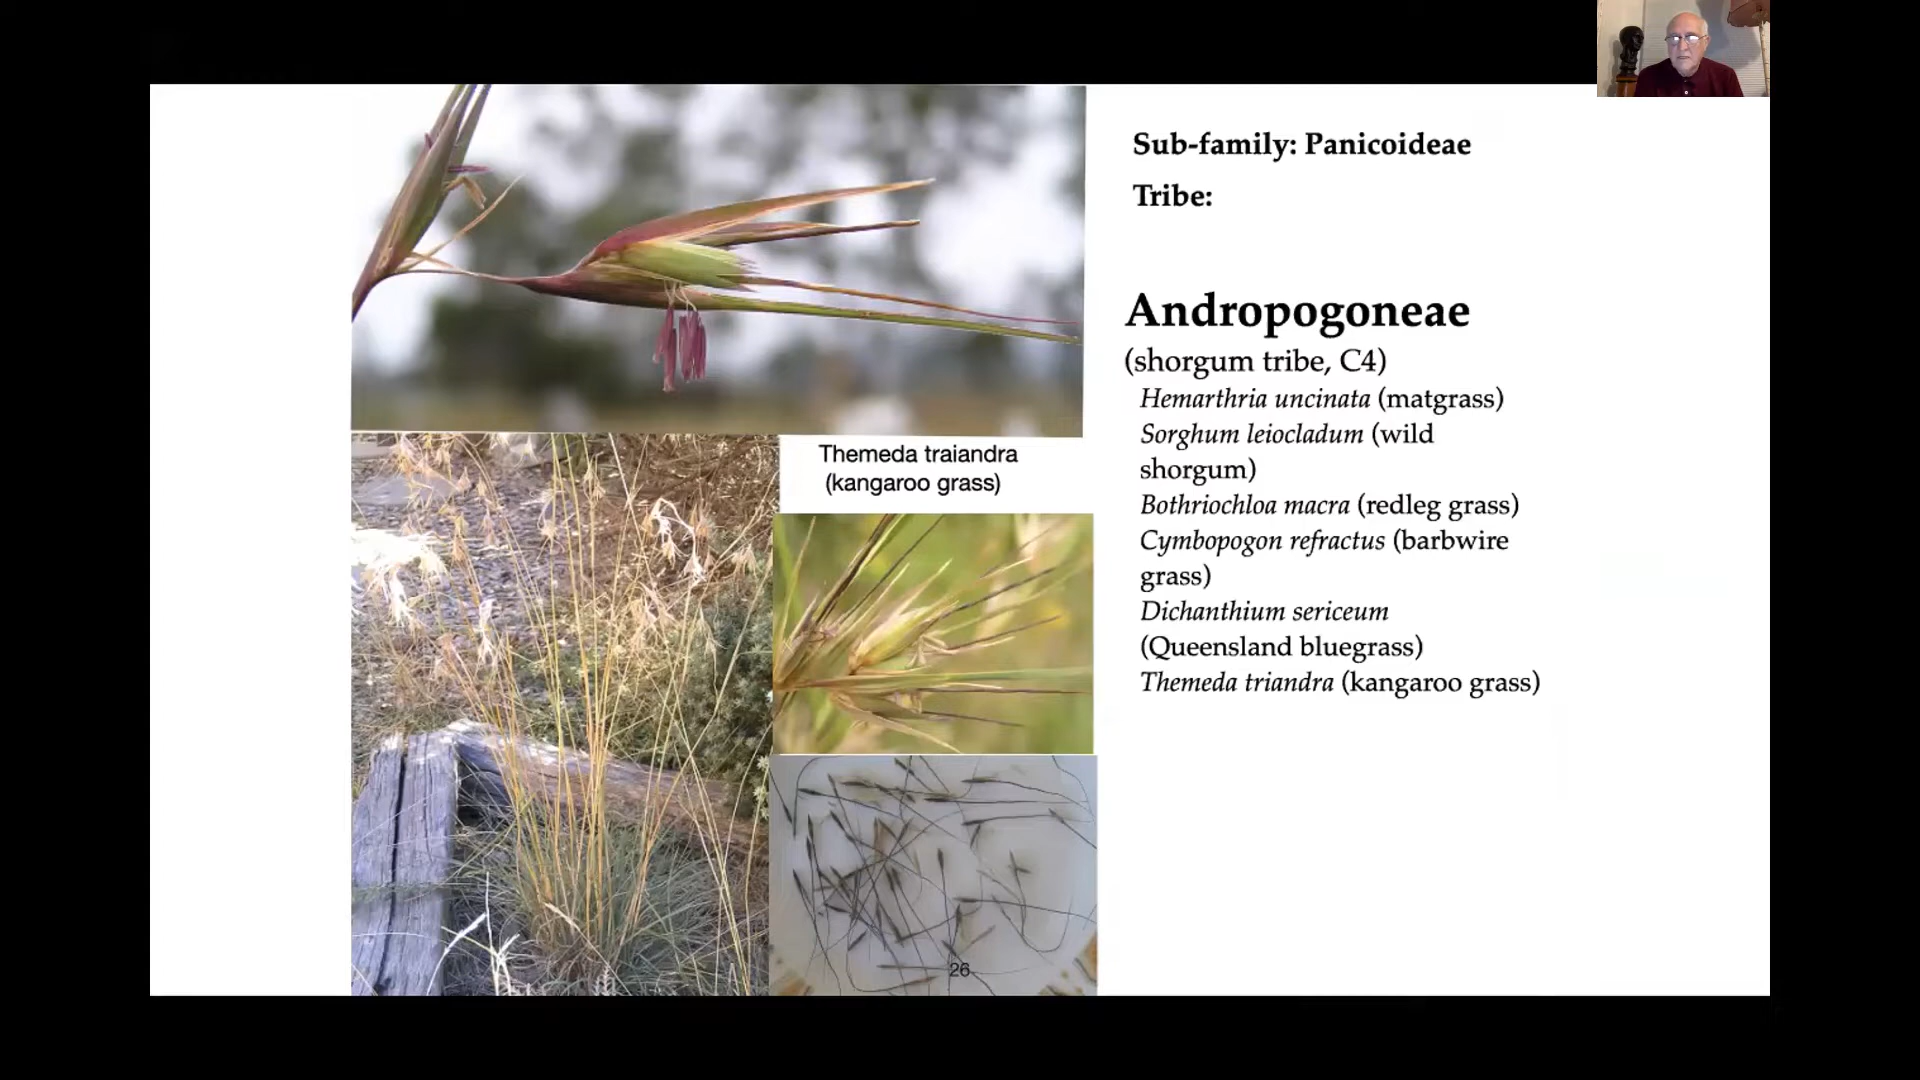 Sub-family: Panicoideae
Tribe:
Andropogoneae
(shorgum tribe, C4)
Hemarthria uncinata (matgrass)
Sorghum leiocladum (wild
shorgum)
Bothriochloa macra (redleg grass)
Cymbopogon refractus (barbwire
grass)
Dichanthium sericeum
(Queensland bluegrass)
Themeda triandra (kangaroo grass)
Themeda traiandra
(kangaroo grass)
26